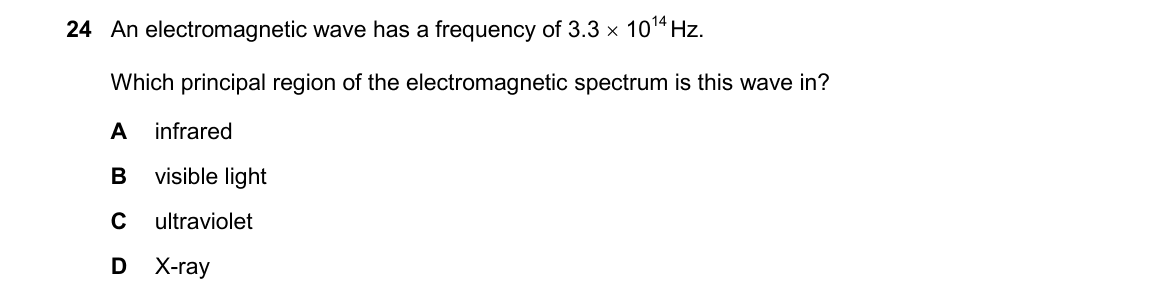 24 An electromagnetic wave has a frequency of 3.3 × 10¹⁴ Hz.
Which principal region of the electromagnetic spectrum is this wave in?
A infrared
B visible light
C ultraviolet
D X-ray